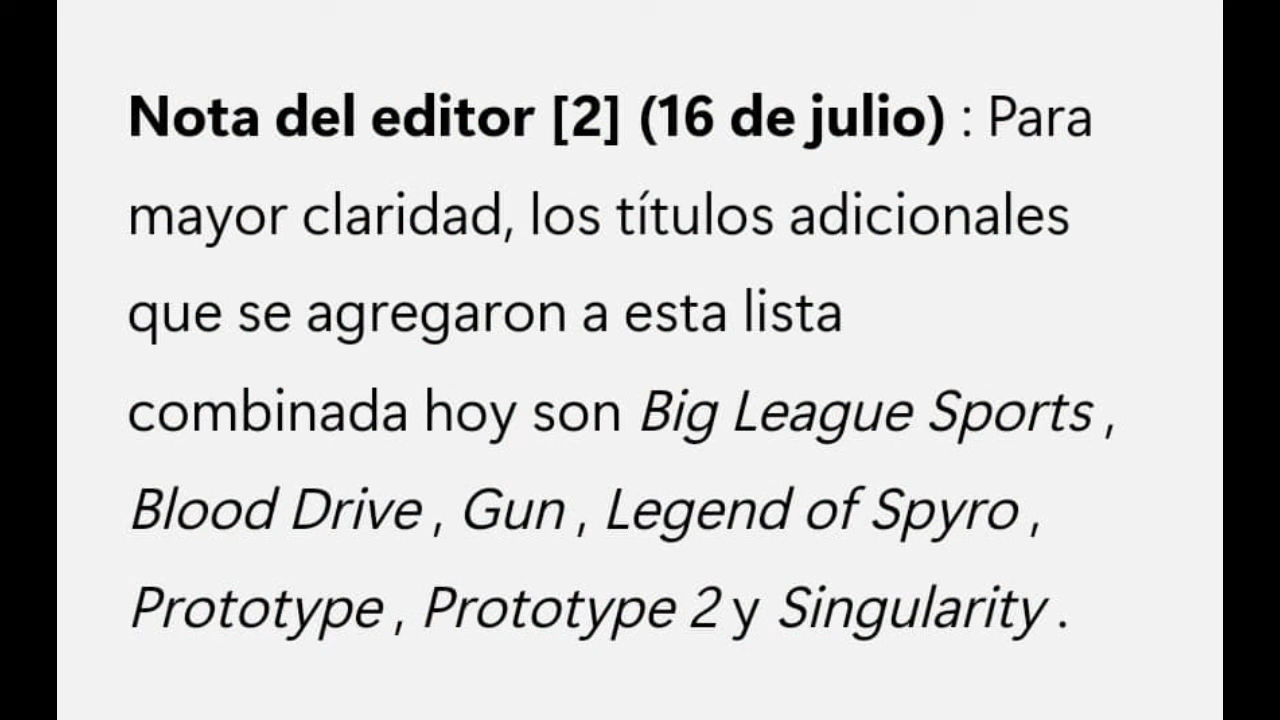 Nota del editor [2] (16 de julio) : Para
mayor claridad, los títulos adicionales
que se agregaron a esta lista
combinada hoy son Big League Sports ,
Blood Drive , Gun , Legend of Spyro ,
Prototype , Prototype 2 y Singularity .